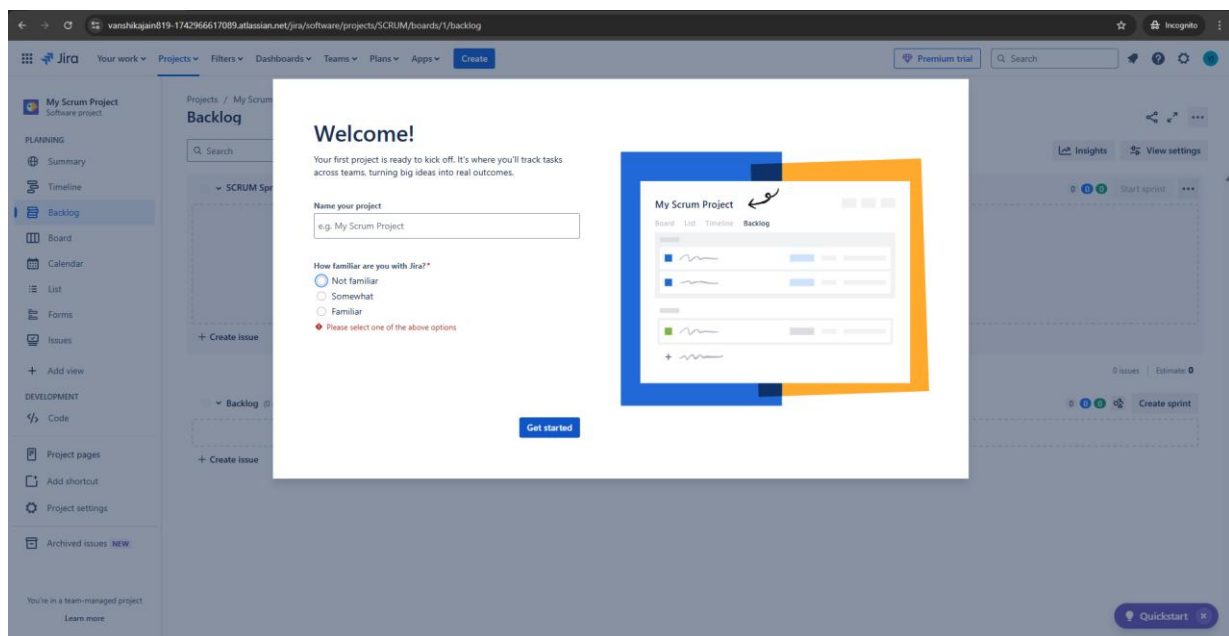 vanshikajain819-1742966617089.atlassian.net/jira/software/projects/SCRUM/boards/1/backlog
Incognito
Jira Your work Projects Filters Dashboards Teams Plans Apps Create Premium trial Search
My Scrum Project
Software project
PLANNING
Summary
Timeline
Backlog
Board
Calendar
List
Forms
Issues
+ Add view
DEVELOPMENT
Code
Project pages
Add shortcut
Project settings
Archived issues NEW
You're in a team-managed project
Learn more
Projects / My Scrum
Backlog
Search
Insights View settings
SCRUM Spr
0 0 0 Start sprint
+ Create issue
0 issues Estimate: 0
Backlog
0 0 0 Create sprint
+ Create issue
Welcome!
Your first project is ready to kick off. It's where you'll track tasks
across teams, turning big ideas into real outcomes.
Name your project
e.g. My Scrum Project
How familiar are you with Jira?*
Not familiar
Somewhat
Familiar
Please select one of the above options
Get started
My Scrum Project
Board List Timeline Backlog
Quickstart